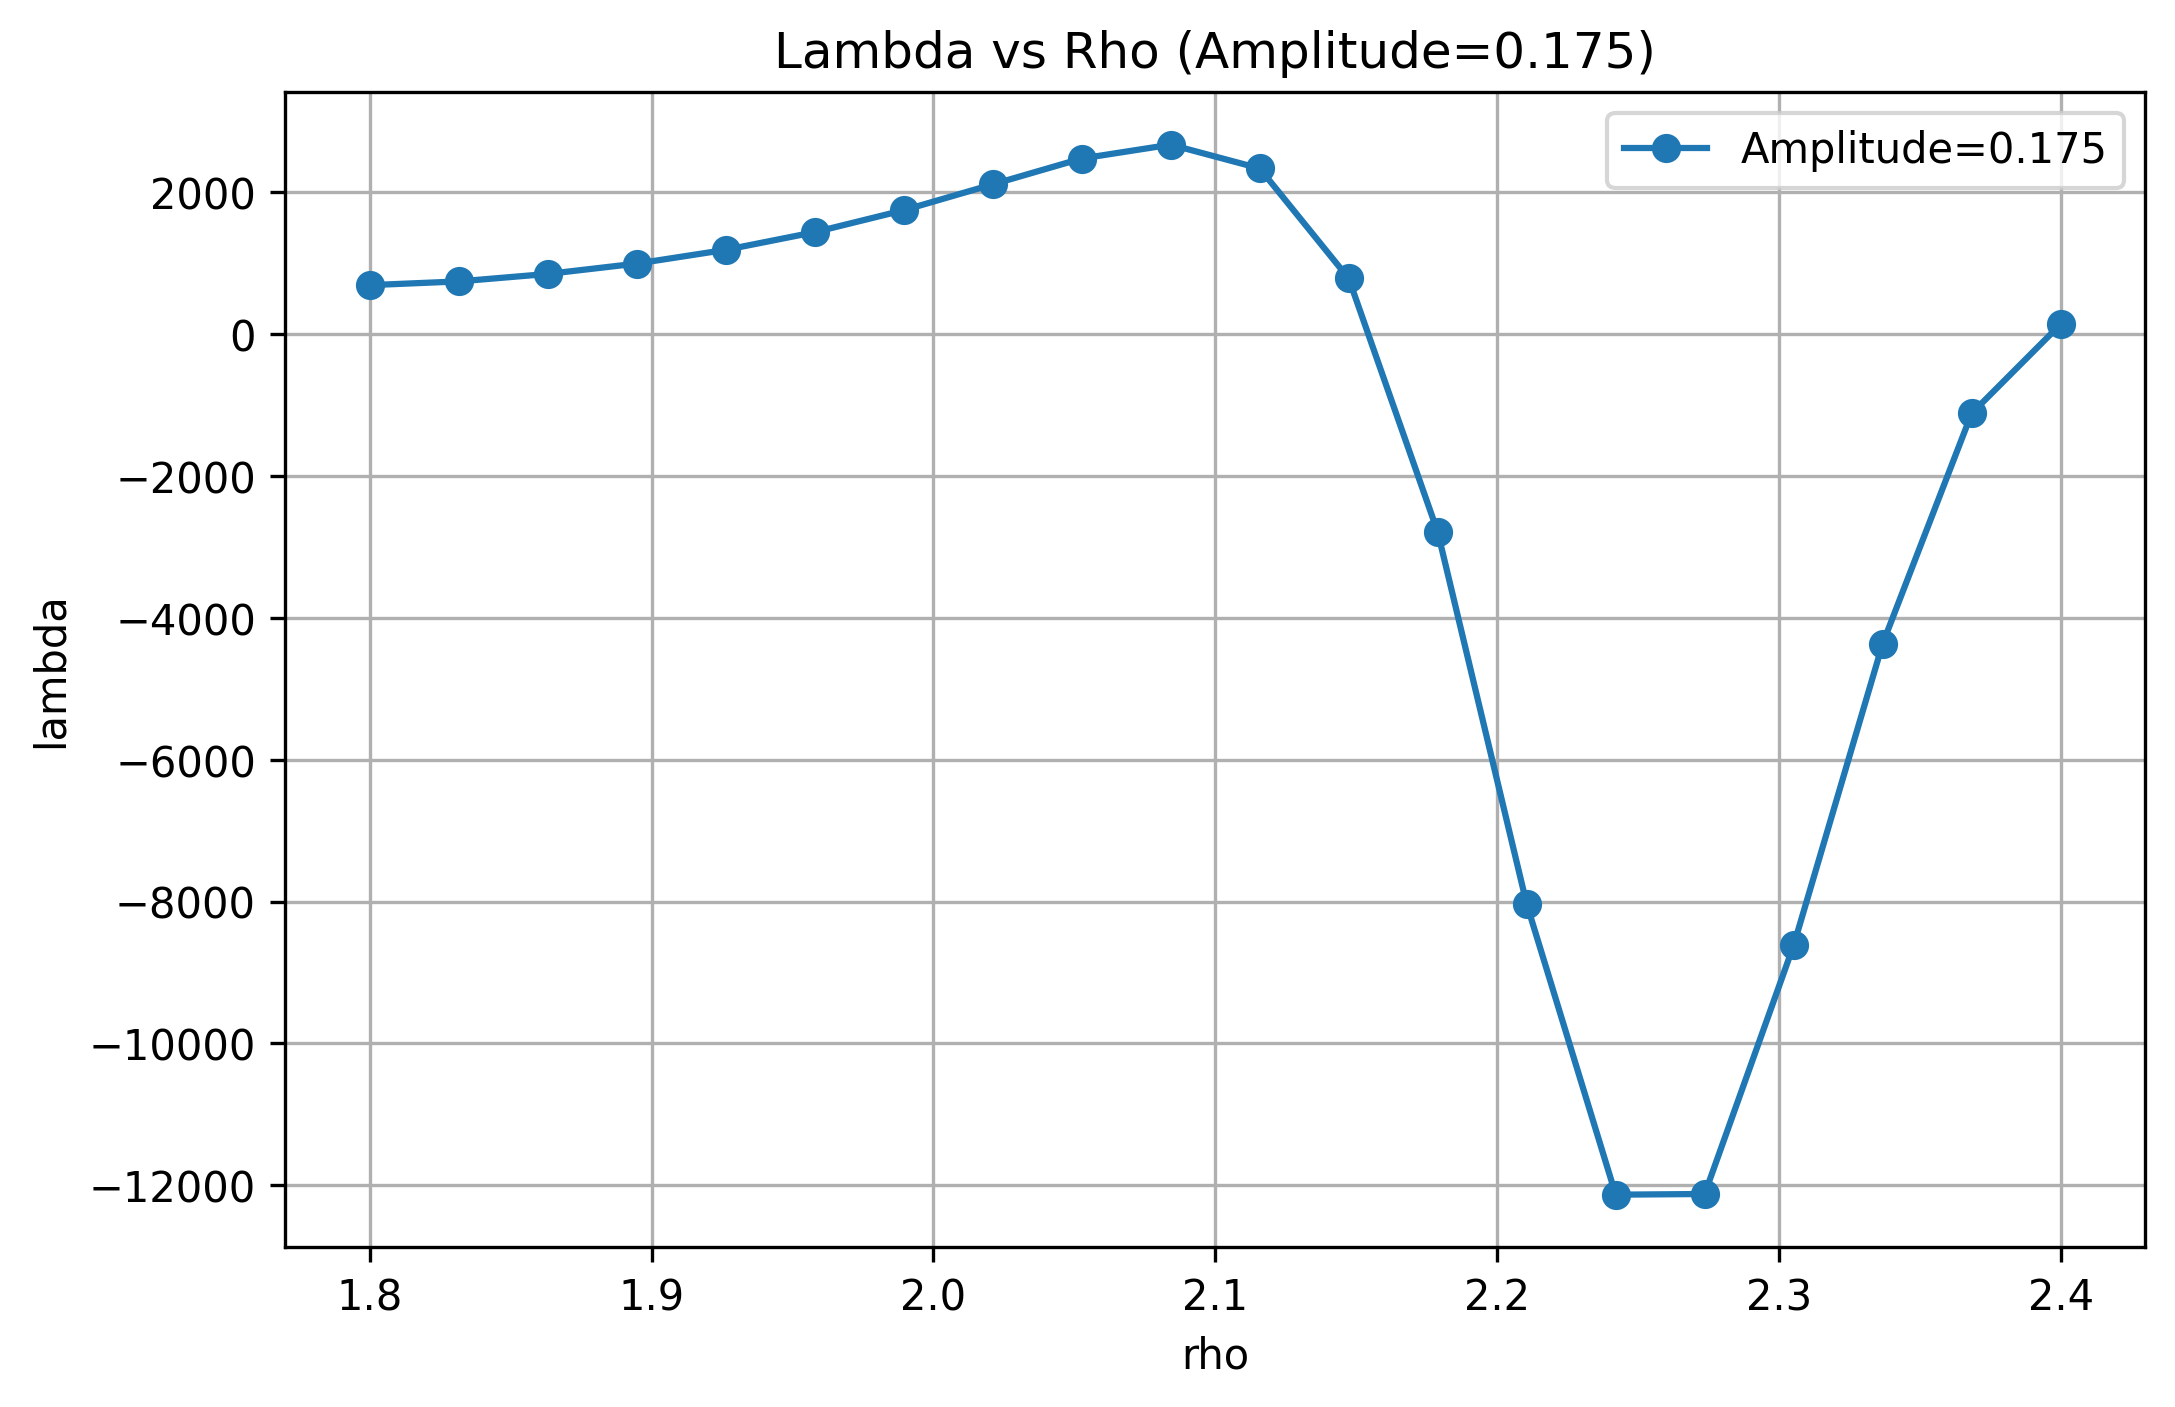 Lambda vs Rho (Amplitude=0.175)
Amplitude=0.175
2000
0
−2000
−4000
−6000
−8000
−10000
−12000
lambda
1.8 1.9 2.0 2.1 2.2 2.3 2.4
rho